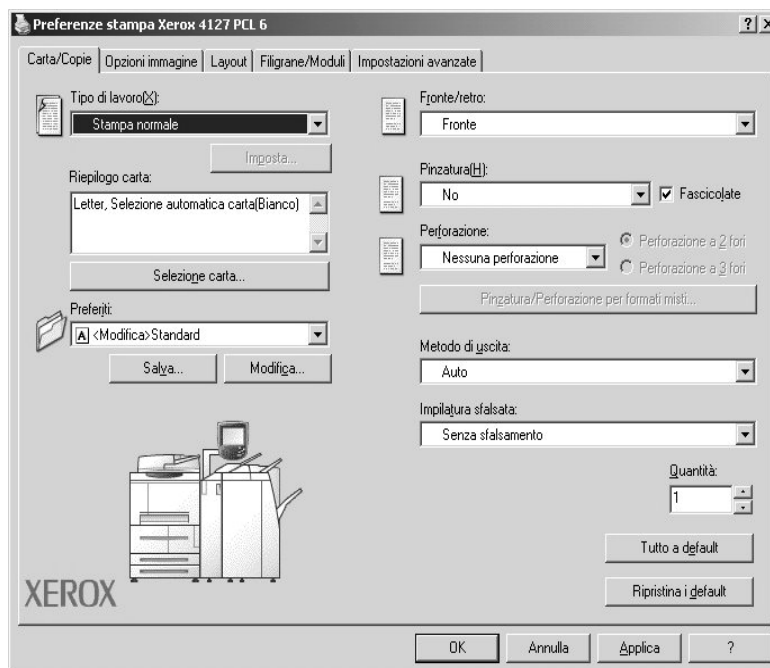 Preferenze stampa Xerox 4127 PCL 6
Carta/Copie
Opzioni immagine
Layout
Filigrane/Moduli
Impostazioni avanzate
Tipo di lavoro(X):
Stampa normale
Imposta...
Riepilogo carta:
Letter, Selezione automatica carta(Bianco)
Selezione carta...
Preferiti:
A <Modifica>Standard
Salva...
Modifica...
XEROX
Fronte/retro:
Fronte
Pinzatura(H):
No
Fascicolate
Perforazione:
Nessuna perforazione
Perforazione a 2 fori
Perforazione a 3 fori
Pinzatura/Perforazione per formati misti...
Metodo di uscita:
Auto
Impilatura sfalsata:
Senza sfalsamento
Quantità:
1
Tutto a default
Ripristina i default
OK
Annulla
Applica
?